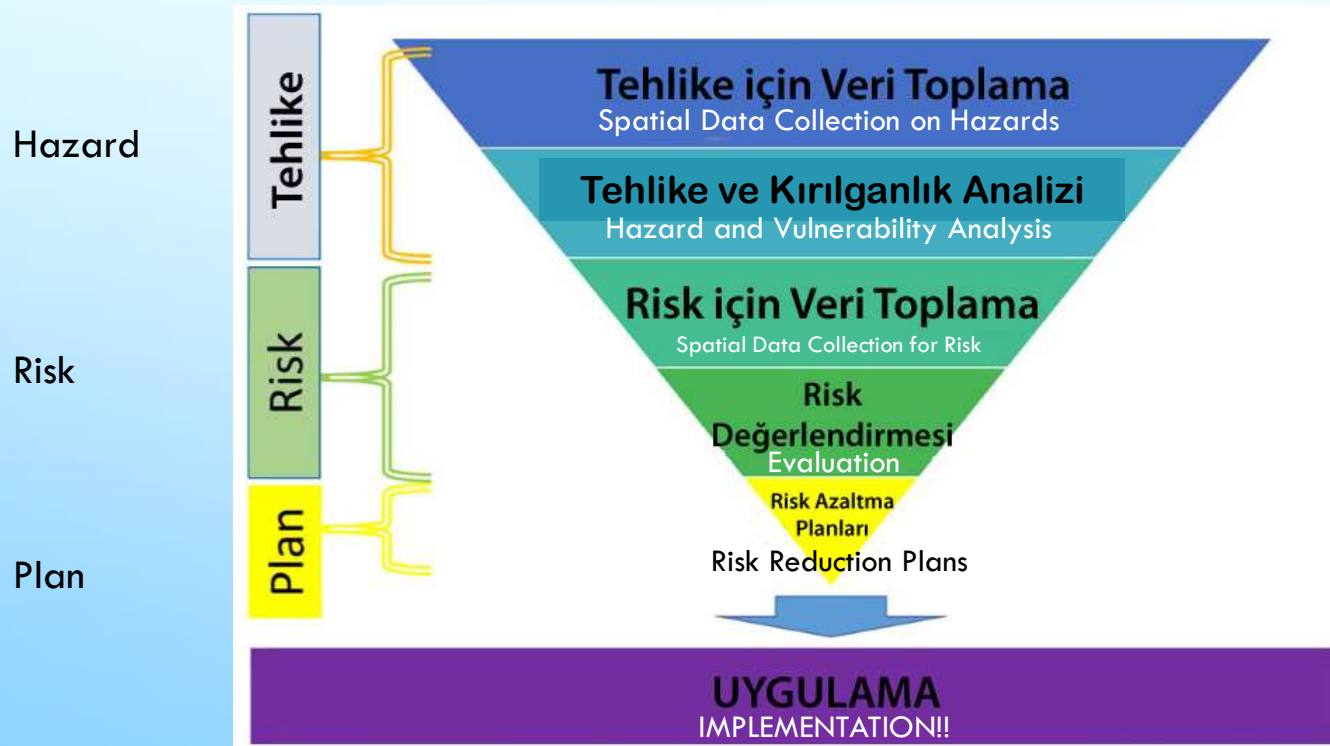 Hazard
Risk
Plan
Tehlike
Risk
Plan
Tehlike için Veri Toplama
Spatial Data Collection on Hazards
Tehlike ve Kırılganlık Analizi
Hazard and Vulnerability Analysis
Risk için Veri Toplama
Spatial Data Collection for Risk
Risk
Değerlendirmesi
Evaluation
Risk Azaltma
Planları
Risk Reduction Plans
UYGULAMA
IMPLEMENTATION!!